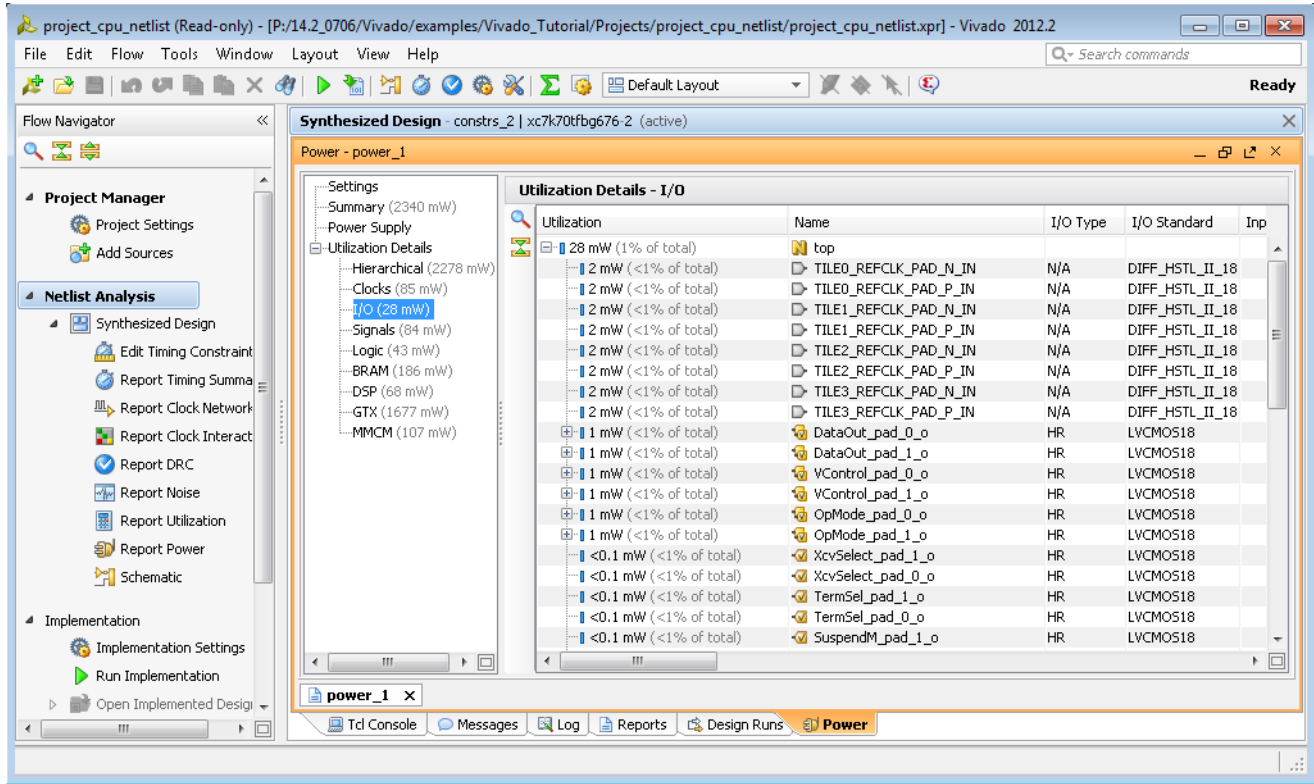 project_cpu_netlist (Read-only) - [P:/14.2_0706/Vivado/examples/Vivado_Tutorial/Projects/project_cpu_netlist/project_cpu_netlist.xpr] - Vivado 2012.2
File Edit Flow Tools Window Layout View Help
Search commands
Default Layout
Ready
Flow Navigator
Project Manager
Project Settings
Add Sources
Netlist Analysis
Synthesized Design
Edit Timing Constraint
Report Timing Summa
Report Clock Network
Report Clock Interact
Report DRC
Report Noise
Report Utilization
Report Power
Schematic
Implementation
Implementation Settings
Run Implementation
Open Implemented Desig
Synthesized Design - constrs_2 | xc7k70tfbg676-2 (active)
Power - power_1
Settings
Summary (2340 mW)
Power Supply
Utilization Details
Hierarchical (2278 mW)
Clocks (85 mW)
I/O (28 mW)
Signals (84 mW)
Logic (43 mW)
BRAM (186 mW)
DSP (68 mW)
GTX (1677 mW)
MMCM (107 mW)
Utilization Details - I/O
Utilization Name I/O Type I/O Standard Inp
28 mW (1% of total) top
2 mW (<1% of total) TILE0_REFCLK_PAD_N_IN N/A DIFF_HSTL_II_18
2 mW (<1% of total) TILE0_REFCLK_PAD_P_IN N/A DIFF_HSTL_II_18
2 mW (<1% of total) TILE1_REFCLK_PAD_N_IN N/A DIFF_HSTL_II_18
2 mW (<1% of total) TILE1_REFCLK_PAD_P_IN N/A DIFF_HSTL_II_18
2 mW (<1% of total) TILE2_REFCLK_PAD_N_IN N/A DIFF_HSTL_II_18
2 mW (<1% of total) TILE2_REFCLK_PAD_P_IN N/A DIFF_HSTL_II_18
2 mW (<1% of total) TILE3_REFCLK_PAD_N_IN N/A DIFF_HSTL_II_18
2 mW (<1% of total) TILE3_REFCLK_PAD_P_IN N/A DIFF_HSTL_II_18
1 mW (<1% of total) DataOut_pad_0_o HR LVCMOS18
1 mW (<1% of total) DataOut_pad_1_o HR LVCMOS18
1 mW (<1% of total) VControl_pad_0_o HR LVCMOS18
1 mW (<1% of total) VControl_pad_1_o HR LVCMOS18
1 mW (<1% of total) OpMode_pad_0_o HR LVCMOS18
1 mW (<1% of total) OpMode_pad_1_o HR LVCMOS18
<0.1 mW (<1% of total) XcvSelect_pad_1_o HR LVCMOS18
<0.1 mW (<1% of total) XcvSelect_pad_0_o HR LVCMOS18
<0.1 mW (<1% of total) TermSel_pad_1_o HR LVCMOS18
<0.1 mW (<1% of total) TermSel_pad_0_o HR LVCMOS18
<0.1 mW (<1% of total) SuspendM_pad_1_o HR LVCMOS18
power_1
Tcl Console Messages Log Reports Design Runs Power